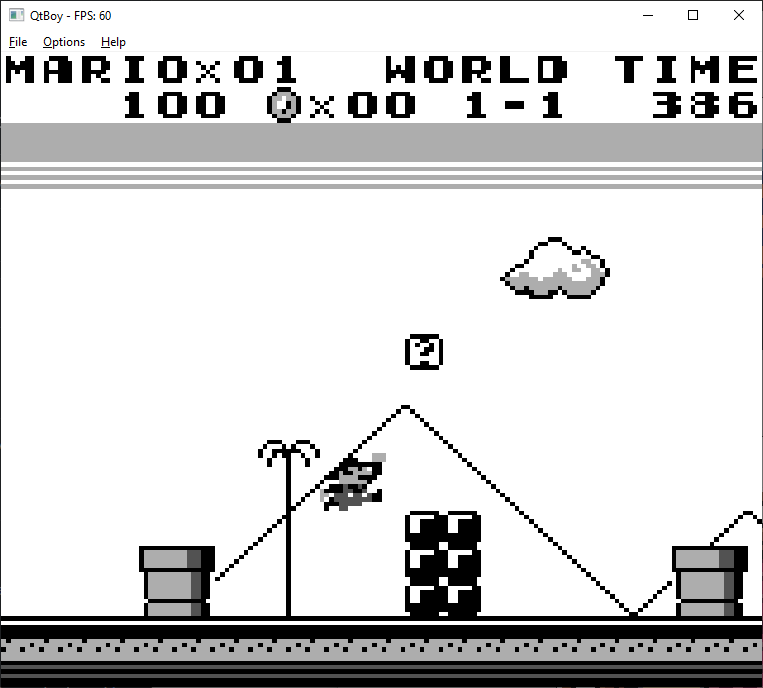 QtBoy - FPS: 60
File Options Help
MARIO×01 WORLD TIME
100 ×00 1-1 386
?